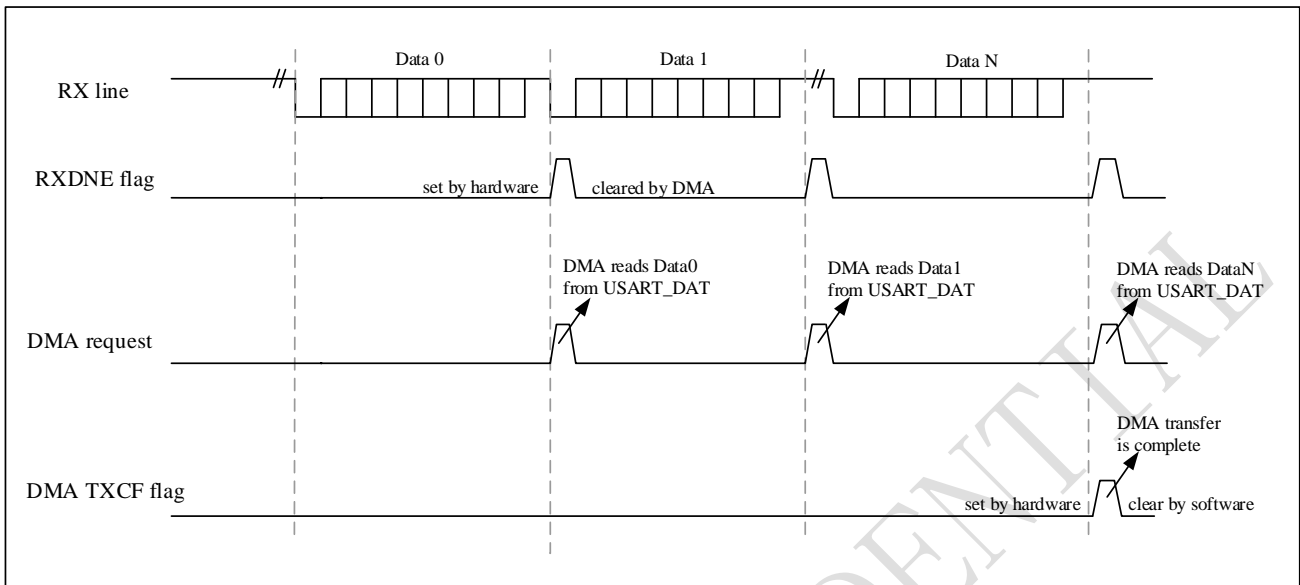 Data 0
Data 1
Data N
RX line
RXDNE flag
set by hardware
cleared by DMA
DMA reads Data0
from USART_DAT
DMA reads Data1
from USART_DAT
DMA reads DataN
from USART_DAT
DMA request
DMA transfer
is complete
DMA TXCF flag
set by hardware
clear by software
DENTIAL